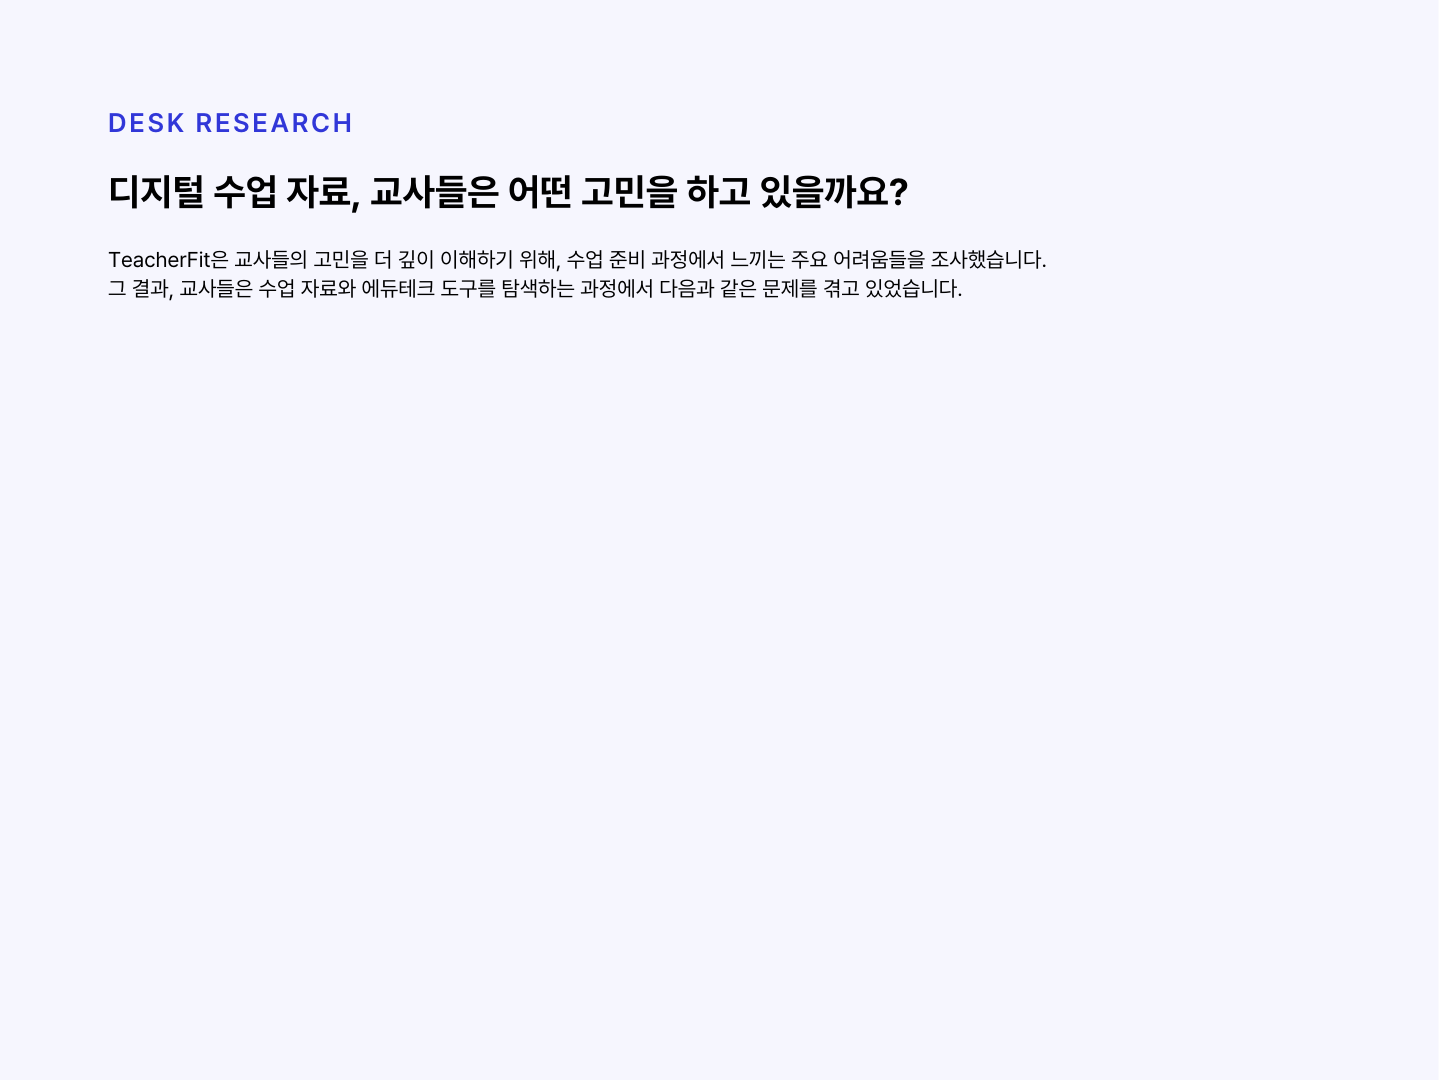 DESK RESEARCH
디지털 수업 자료, 교사들은 어떤 고민을 하고 있을까요?
TeacherFit은 교사들의 고민을 더 깊이 이해하기 위해, 수업 준비 과정에서 느끼는 주요 어려움들을 조사했습니다.
그 결과, 교사들은 수업 자료와 에듀테크 도구를 탐색하는 과정에서 다음과 같은 문제를 겪고 있었습니다.